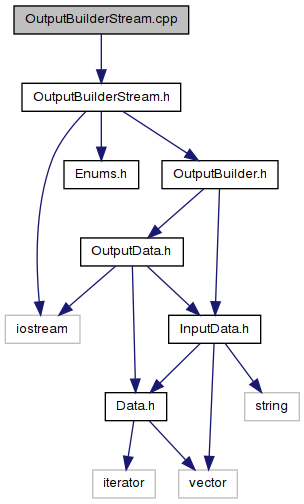 OutputBuilderStream.cpp
OutputBuilderStream.h
Enums.h
OutputBuilder.h
OutputData.h
iostream
InputData.h
Data.h
string
iterator
vector